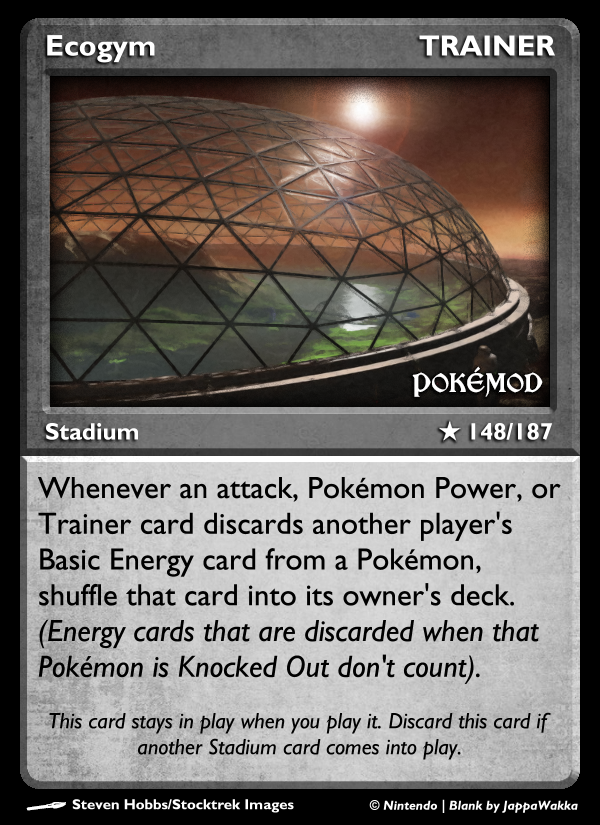 Ecogym TRAINER
POKÉMOD
Stadium ★ 148/187
Whenever an attack, Pokémon Power, or
Trainer card discards another player's
Basic Energy card from a Pokémon,
shuffle that card into its owner's deck.
(Energy cards that are discarded when that
Pokémon is Knocked Out don't count).
This card stays in play when you play it. Discard this card if
another Stadium card comes into play.
Steven Hobbs/Stocktrek Images © Nintendo | Blank by JappaWakka